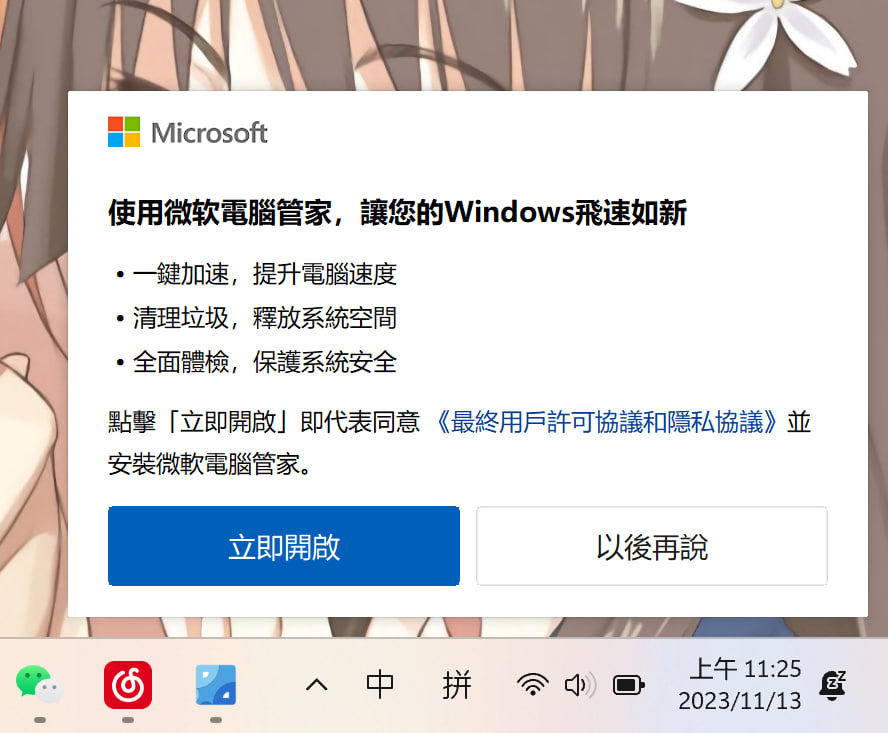 Microsoft
使用微软電腦管家，讓您的Windows飛速如新
• 一鍵加速，提升電腦速度
• 清理垃圾，釋放系統空間
• 全面體檢，保護系統安全
點擊「立即開啟」即代表同意 《最終用戶許可協議和隱私協議》並
安裝微軟電腦管家。
立即開啟
以後再說
中
拼
上午 11:25
2023/11/13
zz